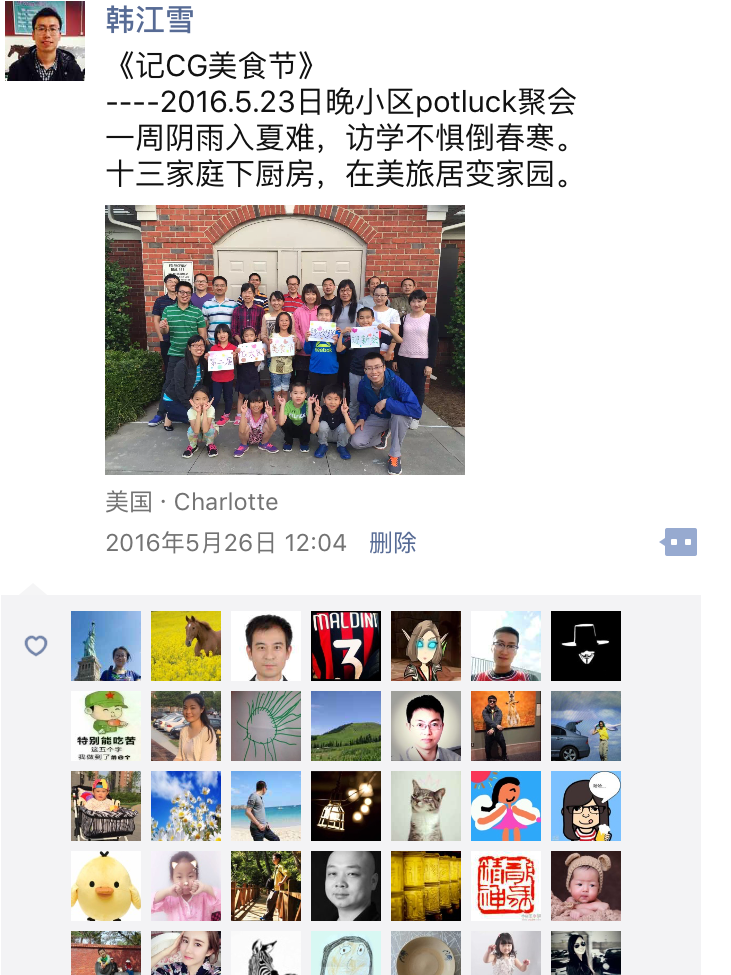 韩江雪
《记CG美食节》
----2016.5.23日晚小区potluck聚会
一周阴雨入夏难，访学不惧倒春寒。
十三家庭下厨房，在美旅居变家园。
Reebok
美国 · Charlotte
2016年5月26日 12:04 删除
MALDINI
3
特别能吃苦
这五个字
我做到了前四个